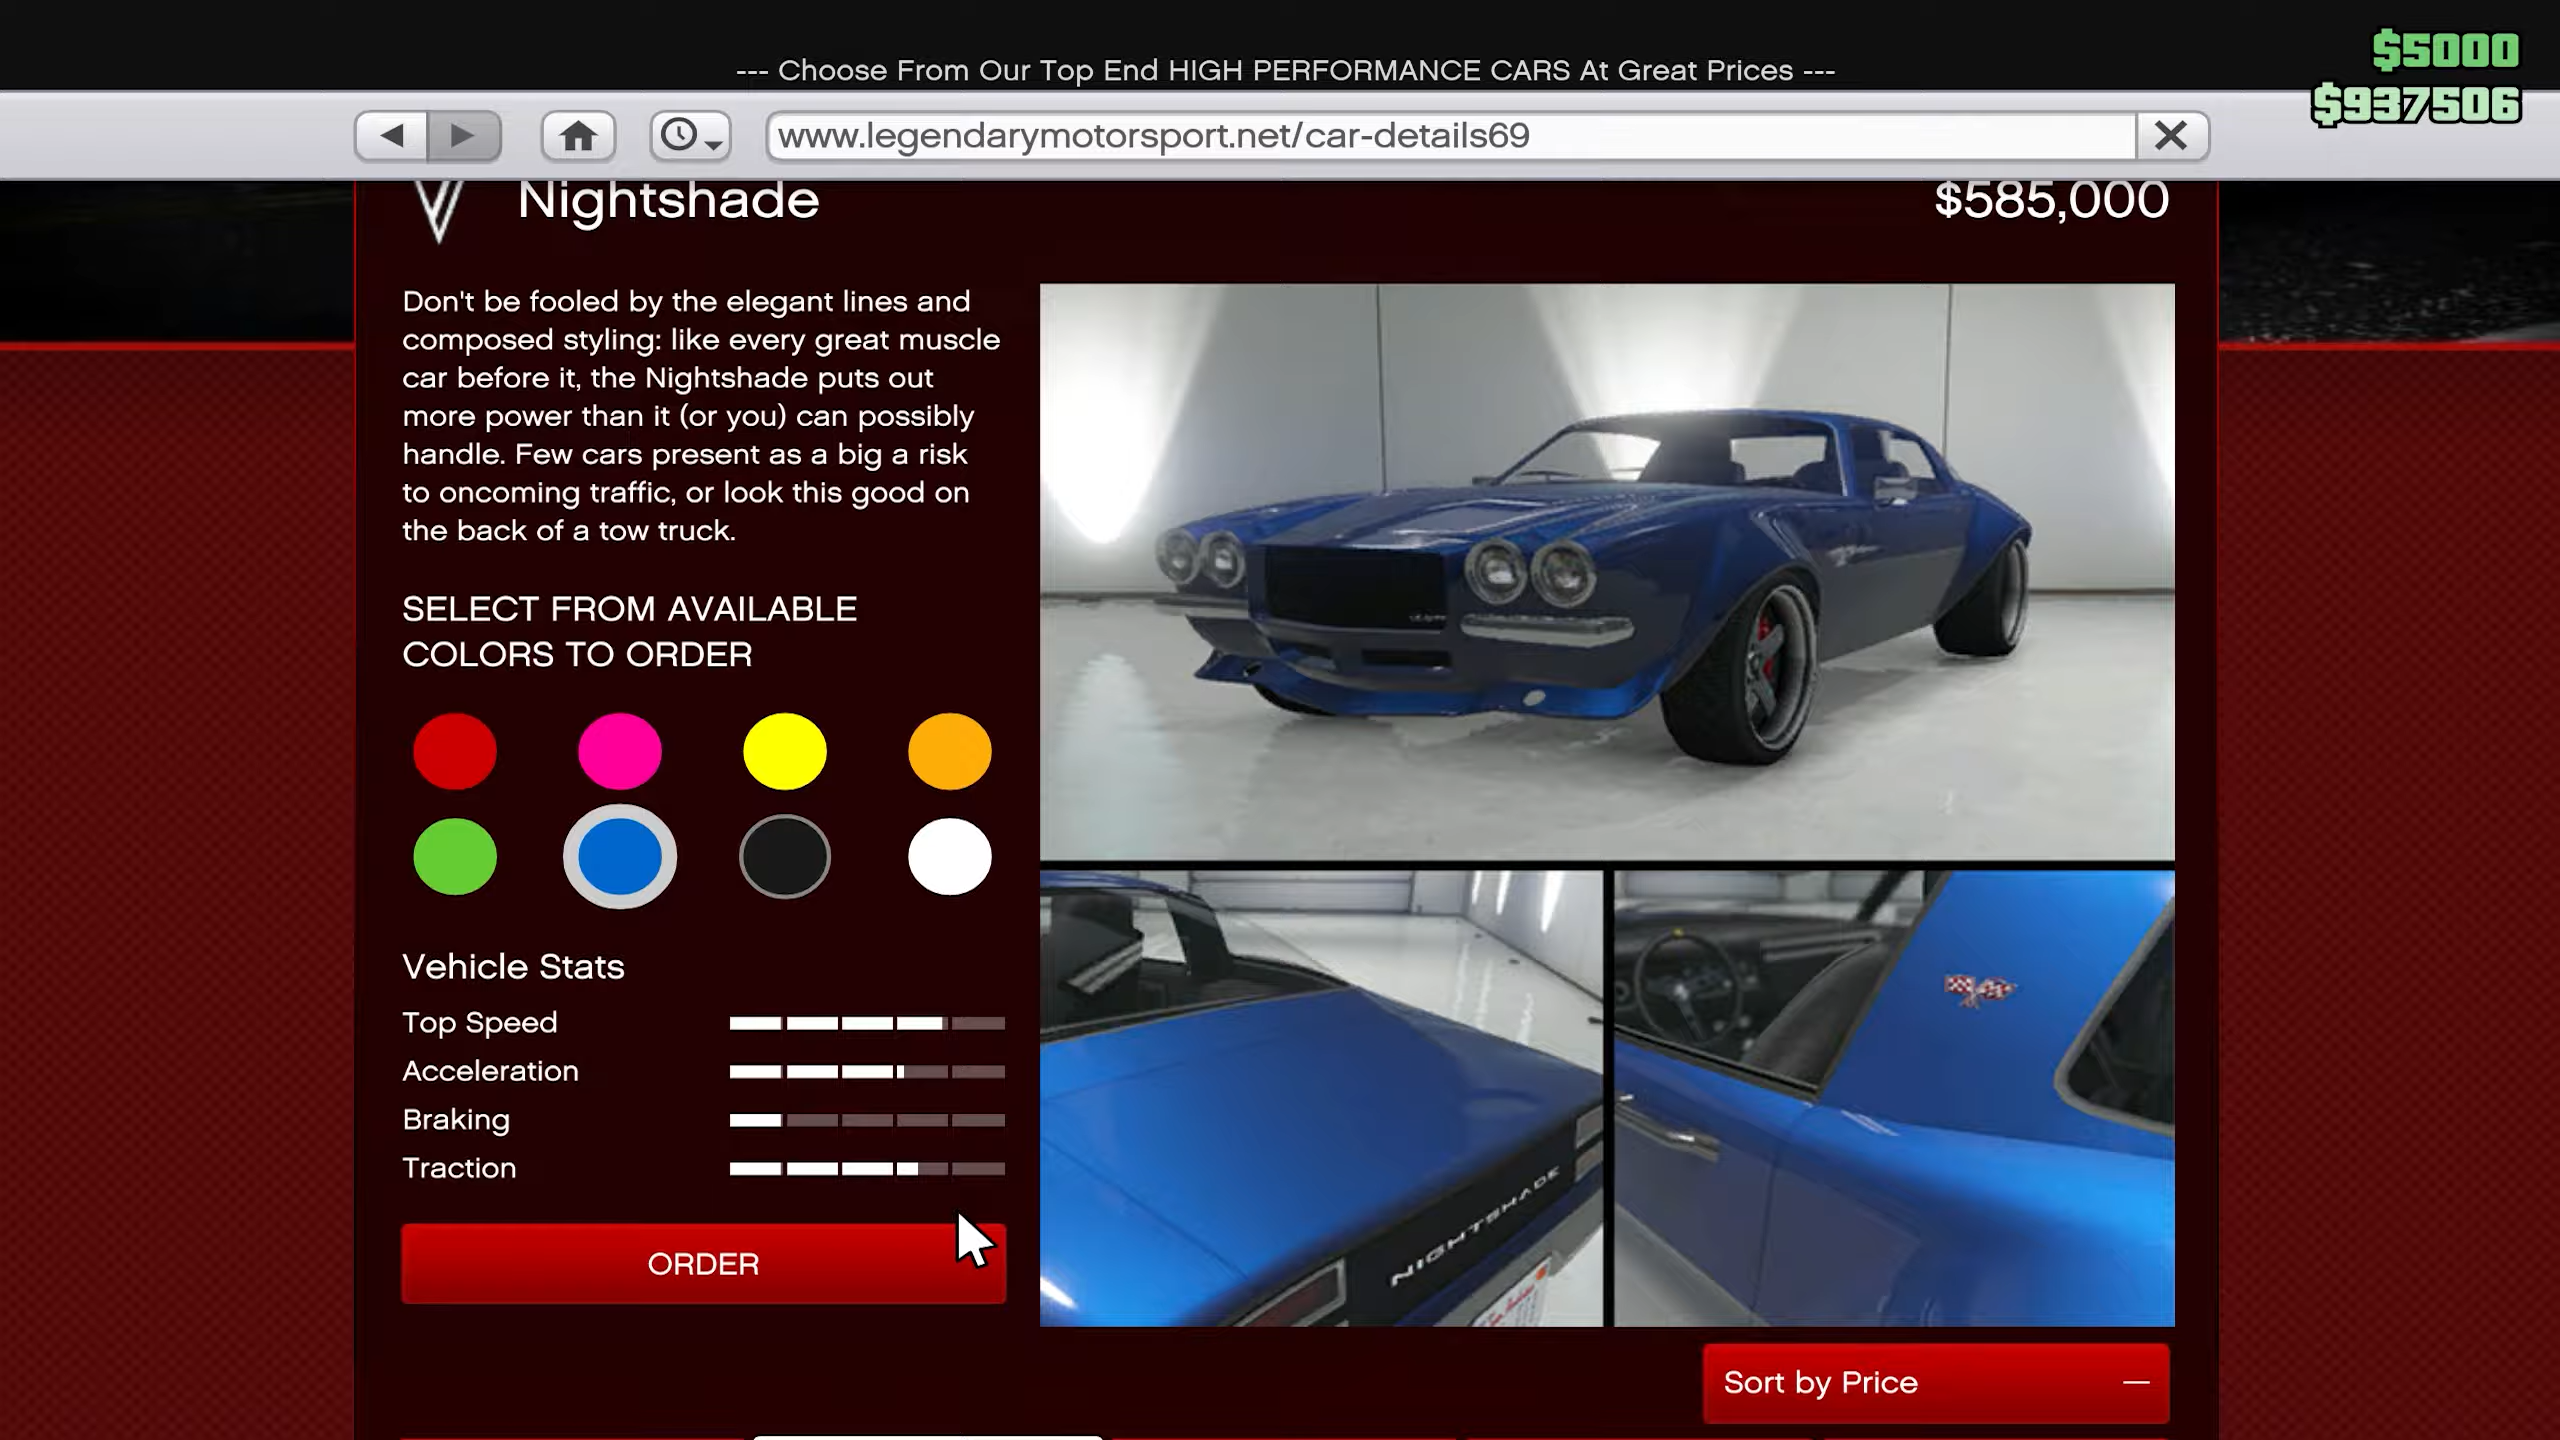 $5000
--- Choose From Our Top End HIGH PERFORMANCE CARS At Great Prices ---
$937506
www.legendarymotorsport.net/car-details69
Nightshade
$585,000
Don't be fooled by the elegant lines and
composed styling: like every great muscle
car before it, the Nightshade puts out
more power than it (or you) can possibly
handle. Few cars present as a big a risk
to oncoming traffic, or look this good on
the back of a tow truck.
SELECT FROM AVAILABLE
COLORS TO ORDER
Vehicle Stats
Top Speed
Acceleration
Braking
Traction
ORDER
NIGHTSHADE
Sort by Price